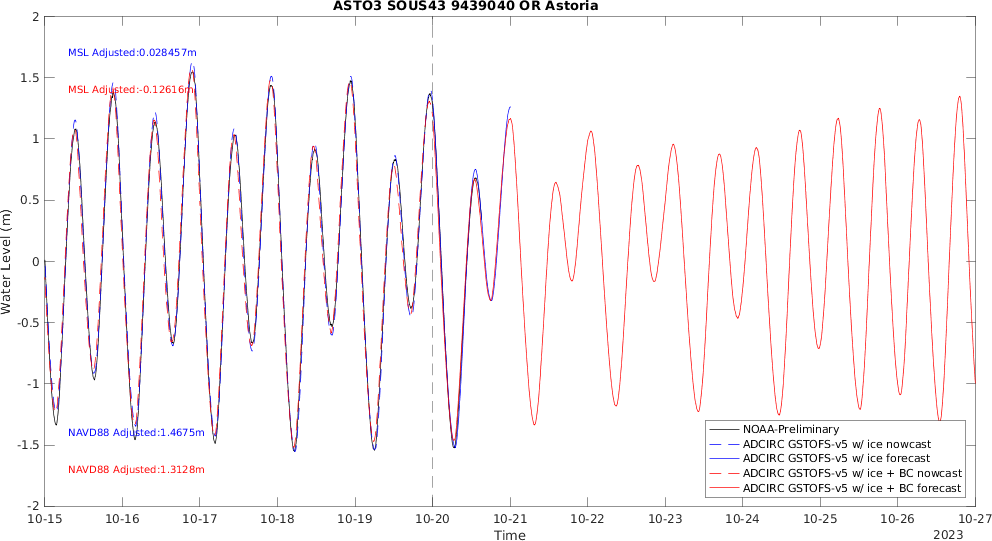 ASTO3 SOUS43 9439040 OR Astoria
MSL Adjusted:0.028457m
MSL Adjusted:-0.12616m
NAVD88 Adjusted:1.4675m
NAVD88 Adjusted:1.3128m
Water Level (m)
2
1.5
1
0.5
0
-0.5
-1
-1.5
-2
10-15 10-16 10-17 10-18 10-19 10-20 10-21 10-22 10-23 10-24 10-25 10-26 10-27
Time
2023
NOAA-Preliminary
ADCIRC GSTOFS-v5 w/ ice nowcast
ADCIRC GSTOFS-v5 w/ ice forecast
ADCIRC GSTOFS-v5 w/ ice + BC nowcast
ADCIRC GSTOFS-v5 w/ ice + BC forecast